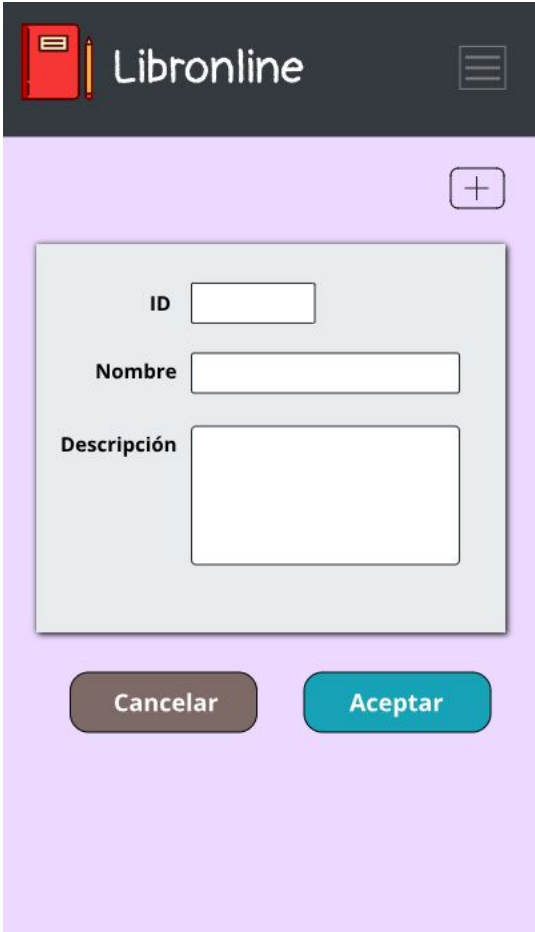 Libronline
ID
Nombre
Descripción
Cancelar
Aceptar